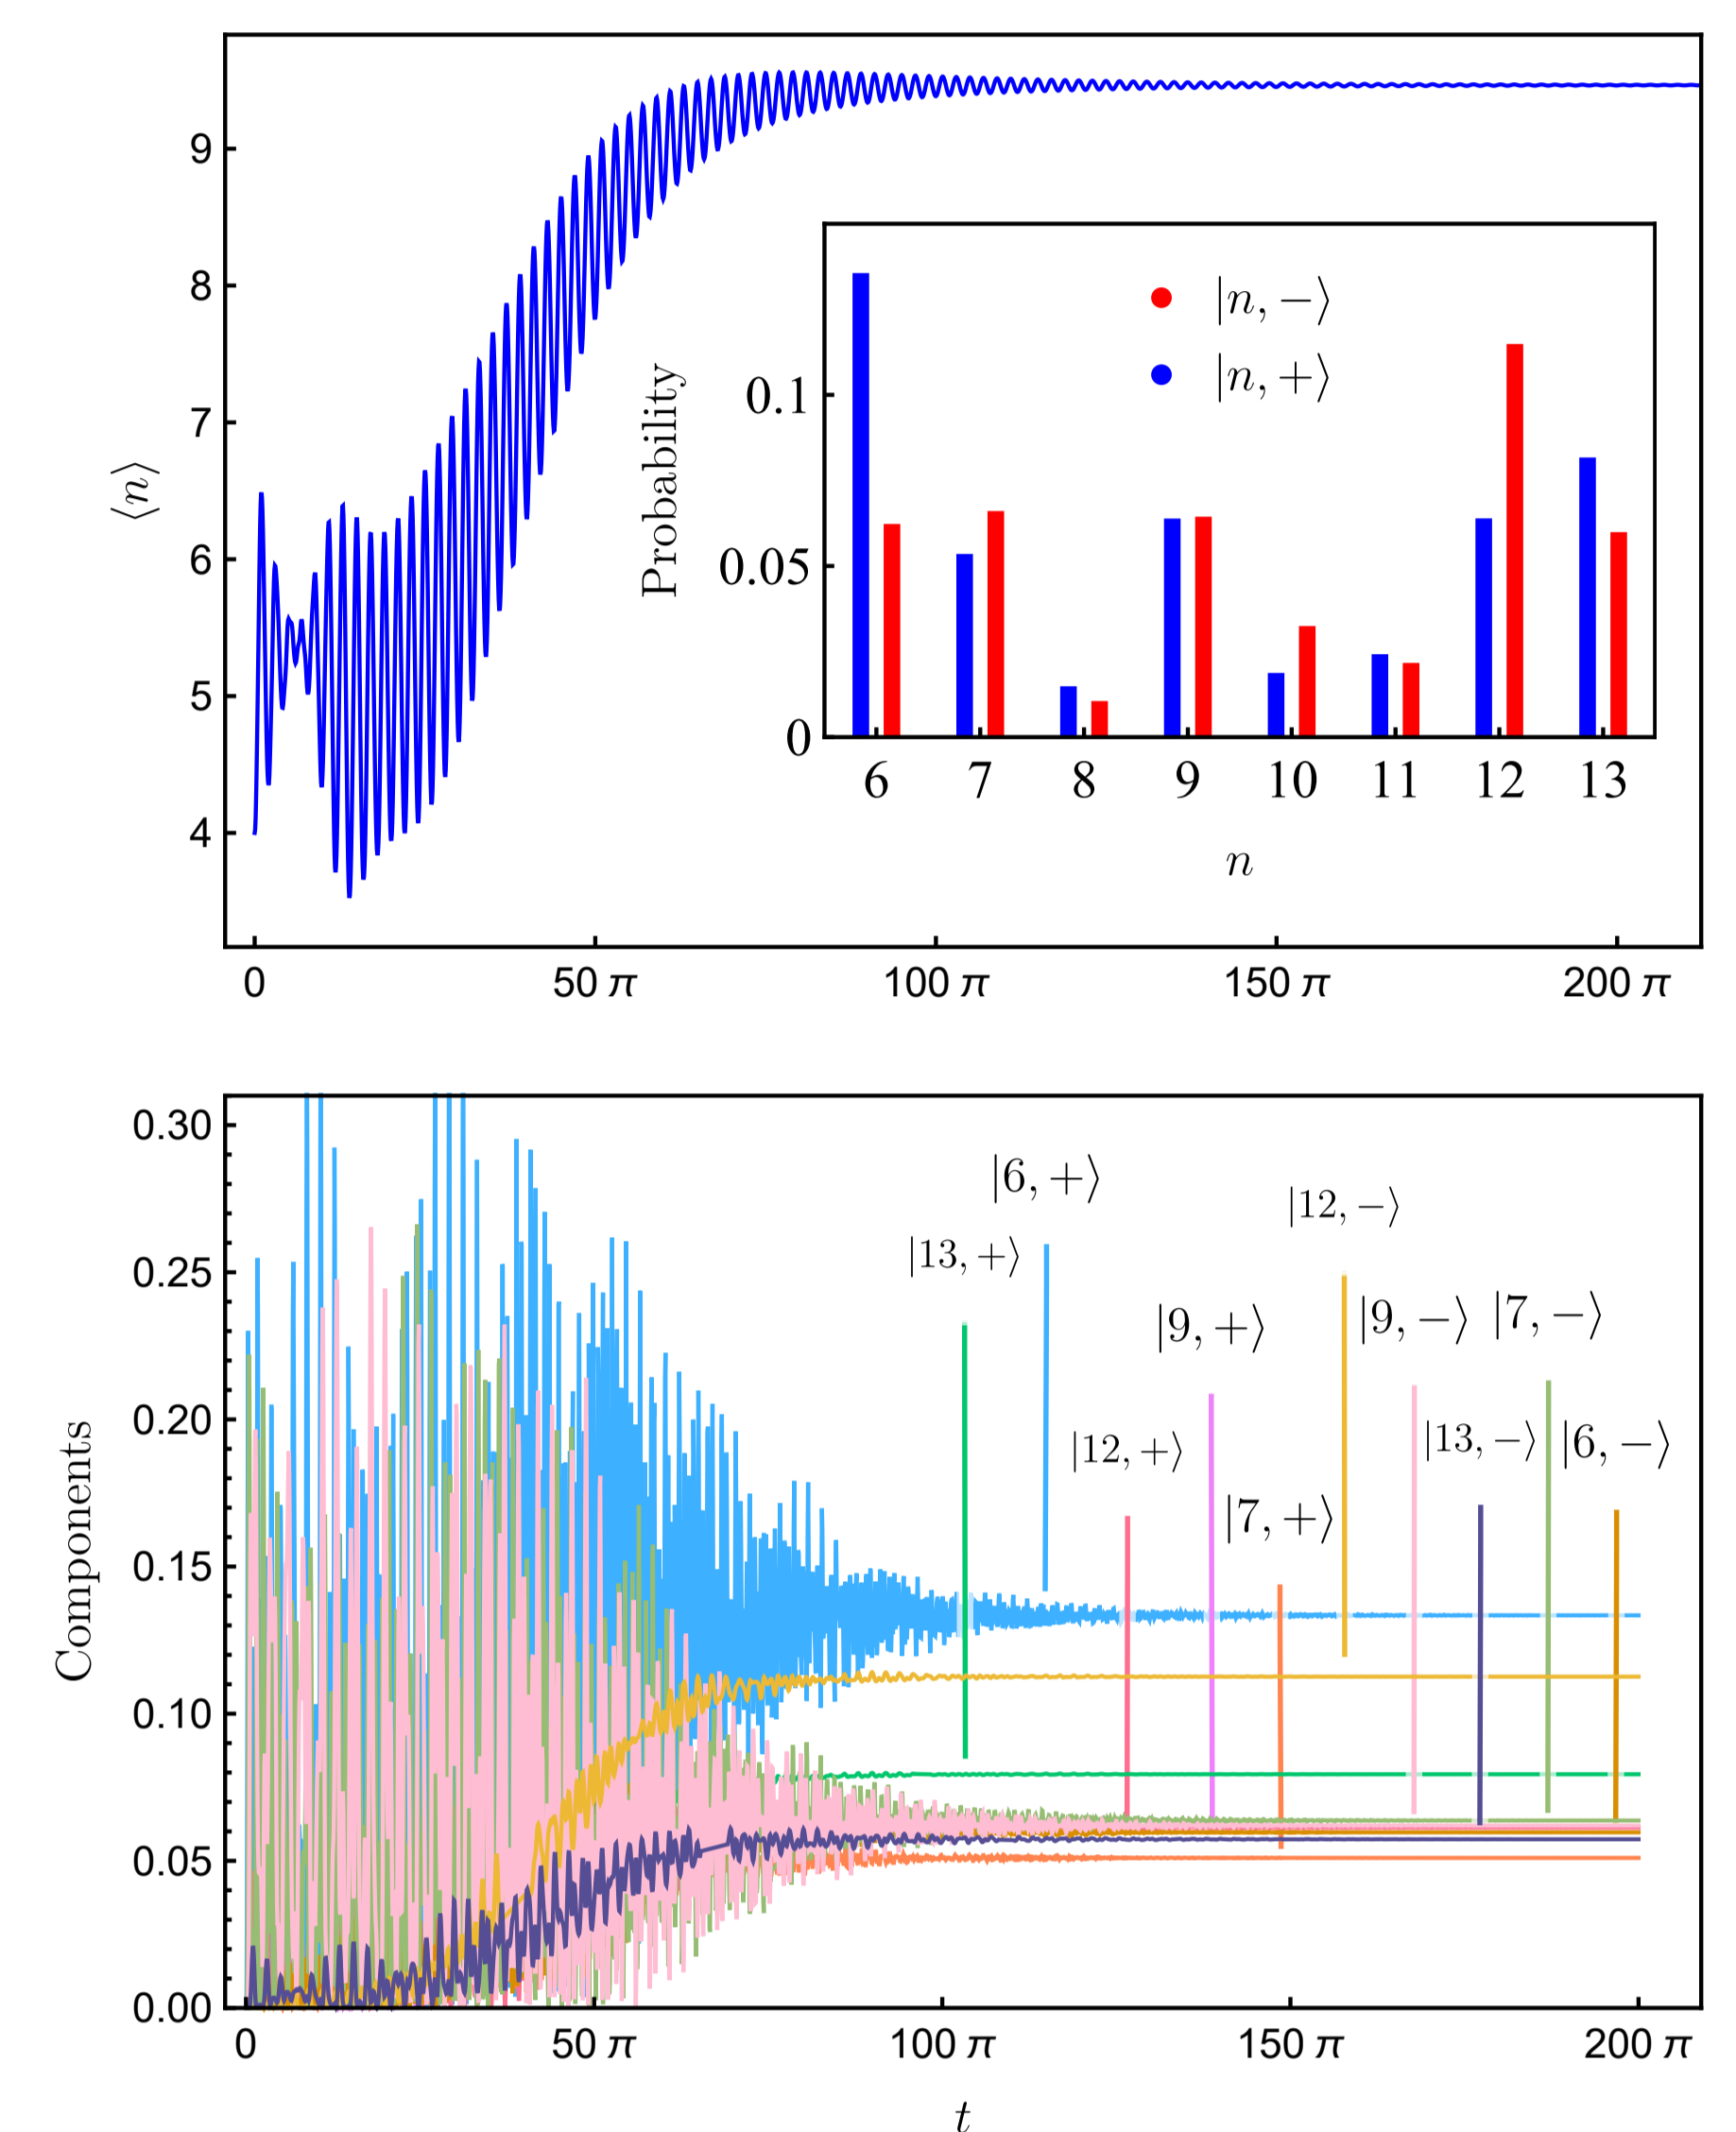 9
8
7
6
5
4
⟨n⟩
0 50 π 100 π 150 π 200 π
|n, −⟩
|n, +⟩
Probability
0.1
0.05
0
6 7 8 9 10 11 12 13
n
0.30
0.25
0.20
0.15
0.10
0.05
0.00
Components
|6, +⟩
|12, −⟩
|13, +⟩
|9, +⟩ |9, −⟩ |7, −⟩
|12, +⟩ |13, −⟩ |6, −⟩
|7, +⟩
0 50 π 100 π 150 π 200 π
t